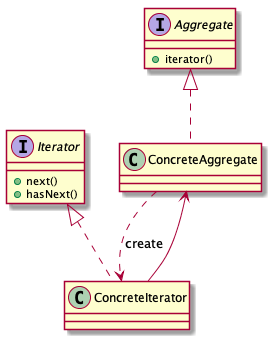 I Aggregate
iterator()
I Iterator
next()
hasNext()
C ConcreteAggregate
create
C ConcreteIterator